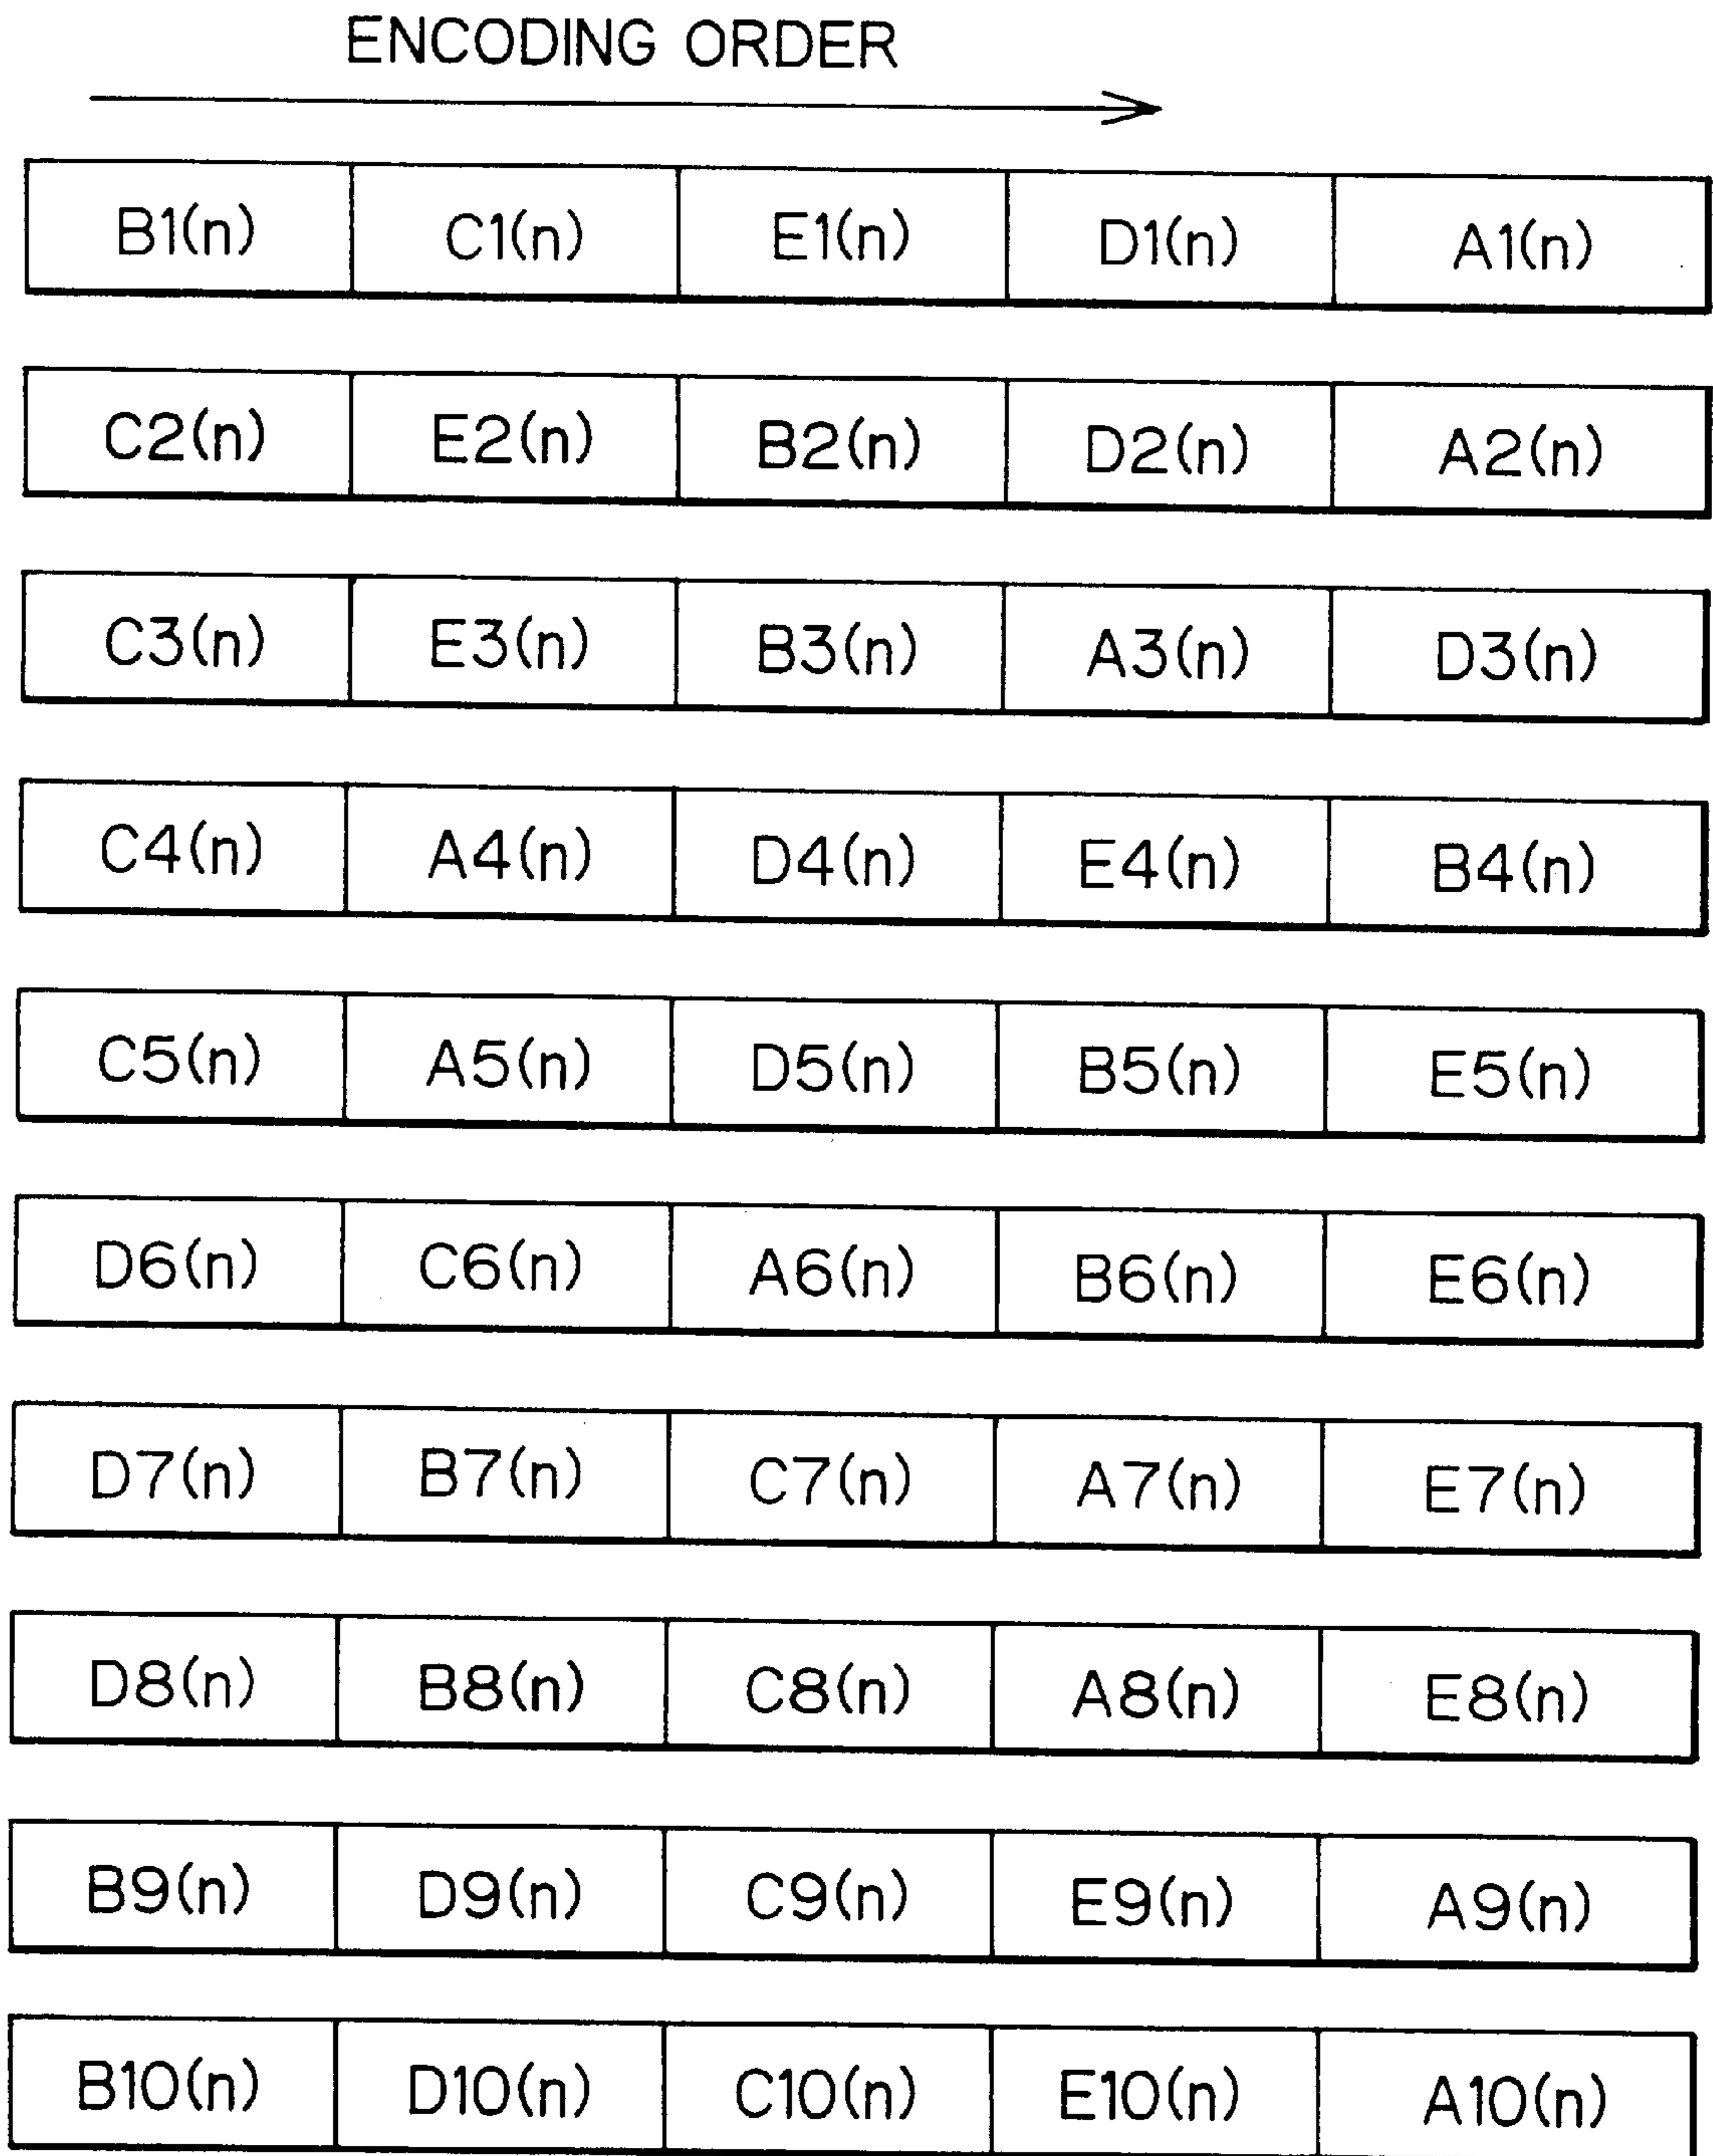 ENCODING ORDER
B1(n) C1(n) E1(n) D1(n) A1(n)
C2(n) E2(n) B2(n) D2(n) A2(n)
C3(n) E3(n) B3(n) A3(n) D3(n)
C4(n) A4(n) D4(n) E4(n) B4(n)
C5(n) A5(n) D5(n) B5(n) E5(n)
D6(n) C6(n) A6(n) B6(n) E6(n)
D7(n) B7(n) C7(n) A7(n) E7(n)
D8(n) B8(n) C8(n) A8(n) E8(n)
B9(n) D9(n) C9(n) E9(n) A9(n)
B10(n) D10(n) C10(n) E10(n) A10(n)